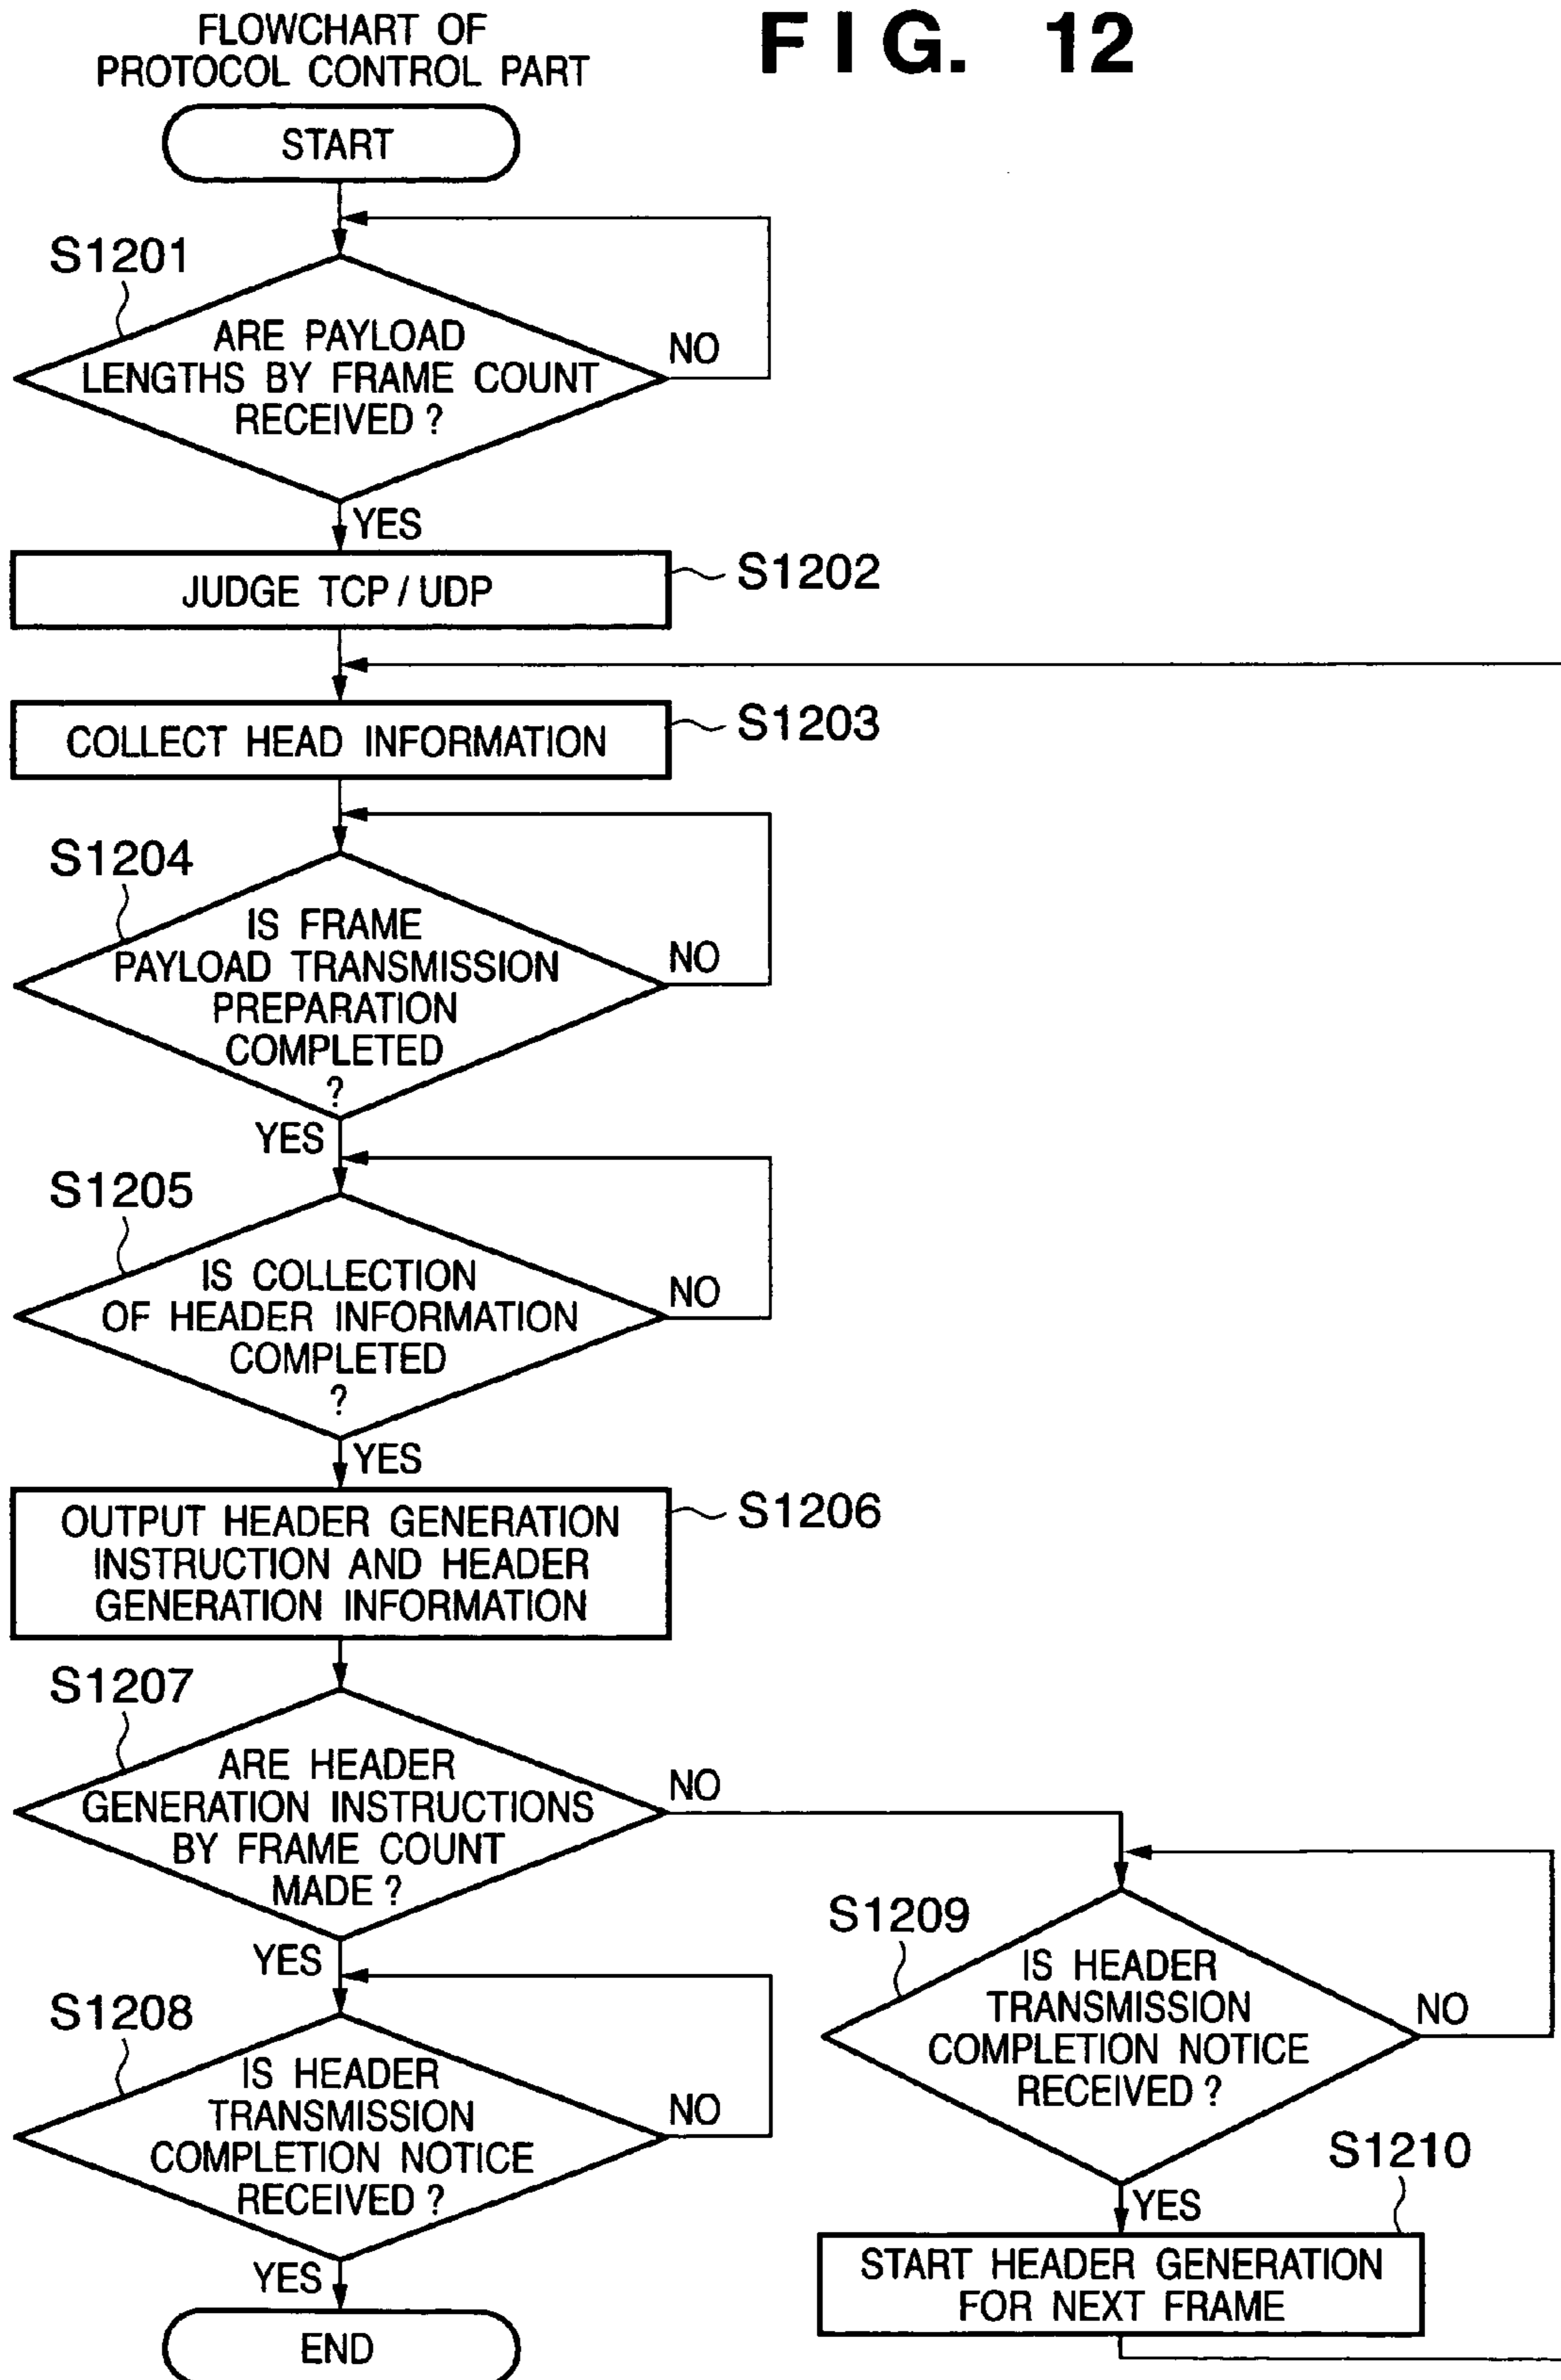 FLOWCHART OF
PROTOCOL CONTROL PART
FIG. 12
START
S1201
ARE PAYLOAD
LENGTHS BY FRAME COUNT
RECEIVED ?
NO
YES
JUDGE TCP / UDP
S1202
COLLECT HEAD INFORMATION
S1203
S1204
IS FRAME
PAYLOAD TRANSMISSION
PREPARATION
COMPLETED
?
NO
YES
S1205
IS COLLECTION
OF HEADER INFORMATION
COMPLETED
?
NO
YES
OUTPUT HEADER GENERATION
INSTRUCTION AND HEADER
GENERATION INFORMATION
S1206
S1207
ARE HEADER
GENERATION INSTRUCTIONS
BY FRAME COUNT
MADE ?
NO
YES
S1208
IS HEADER
TRANSMISSION
COMPLETION NOTICE
RECEIVED ?
NO
YES
END
S1209
IS HEADER
TRANSMISSION
COMPLETION NOTICE
RECEIVED ?
NO
YES
S1210
START HEADER GENERATION
FOR NEXT FRAME